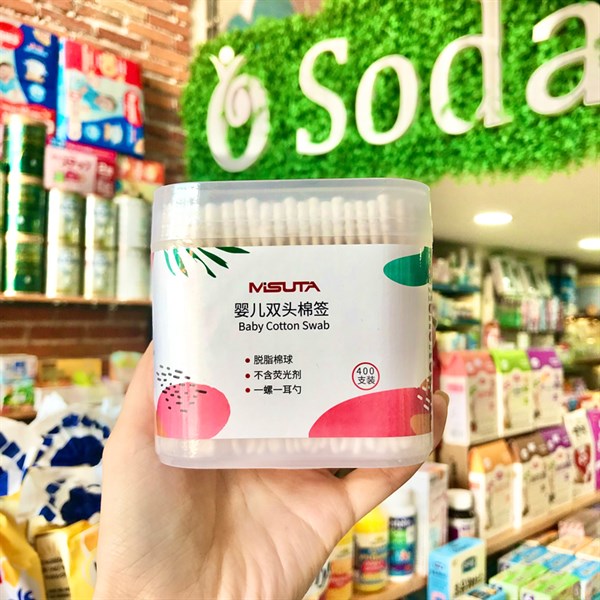 Soda
MiSUTA
婴儿双头棉签
Baby Cotton Swab
• 脱脂棉球
• 不含荧光剂
• 一螺一耳勺
400
支装